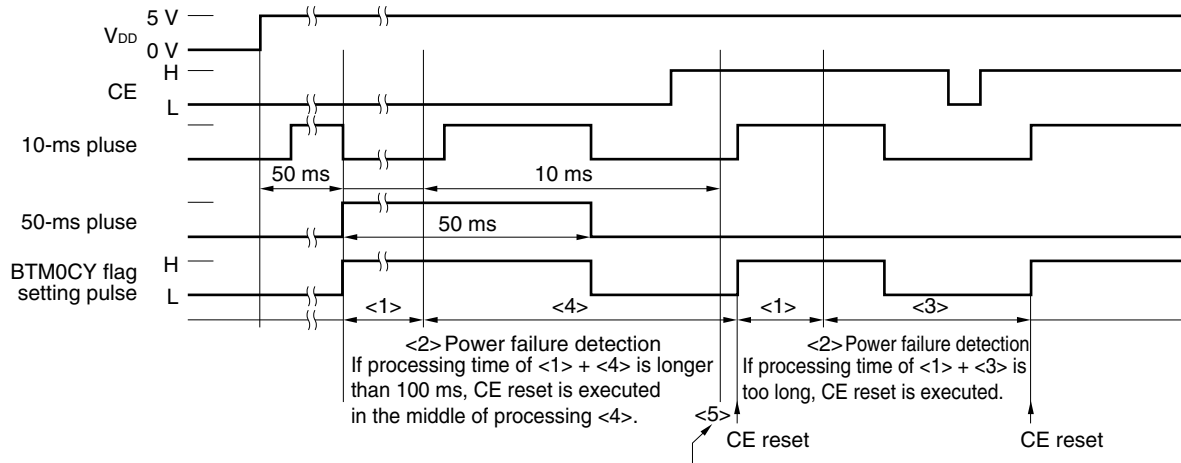 5 V
VDD
0 V
H
CE
L
10-ms pluse
50 ms
10 ms
50-ms pluse
50 ms
BTM0CY flag
setting pulse
H
L
<1>
<4>
<1>
<3>
<2> Power failure detection
If processing time of <1> + <4> is longer
than 100 ms, CE reset is executed
in the middle of processing <4>.
<2> Power failure detection
If processing time of <1> + <3> is
too long, CE reset is executed.
<5>
CE reset
CE reset